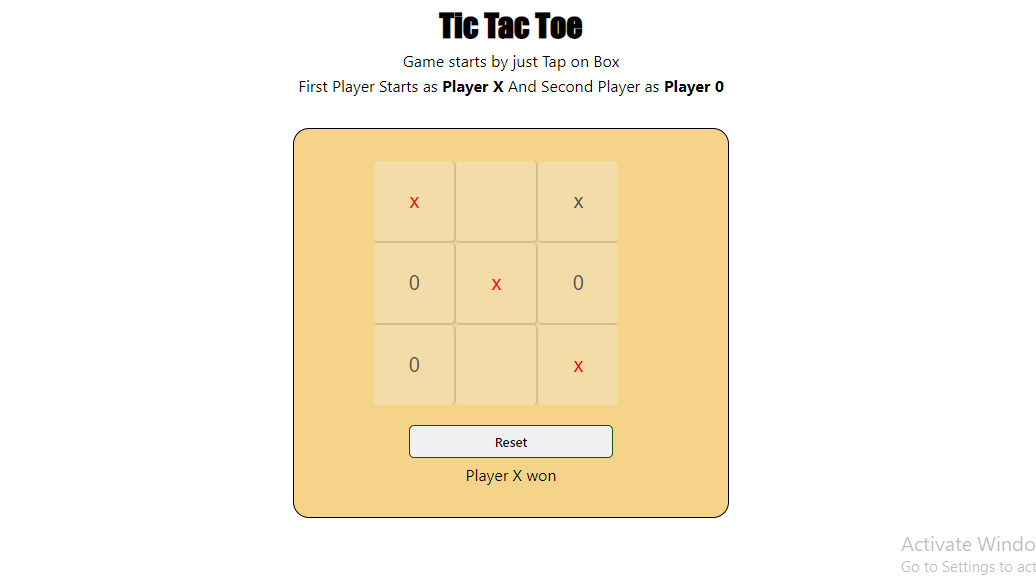 Tic Tac Toe
Game starts by just Tap on Box
First Player Starts as Player X And Second Player as Player 0
x x
0 x 0
0 x
Reset
Player X won
Activate Windo
Go to Settings to act